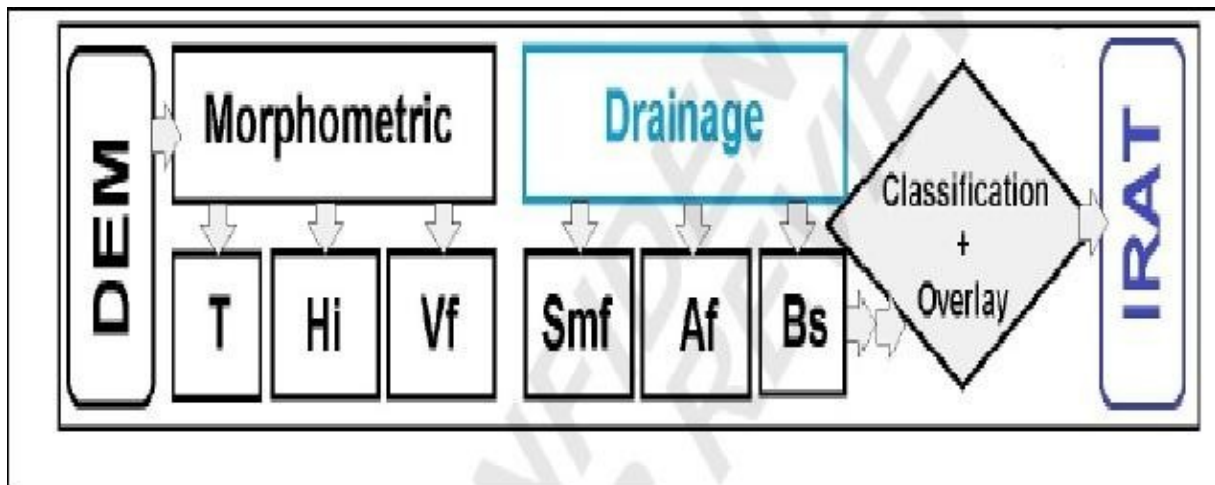 DEM
Morphometric
Drainage
T
Hi
Vf
Smf
Af
Bs
Classification
+
Overlay
IRAT